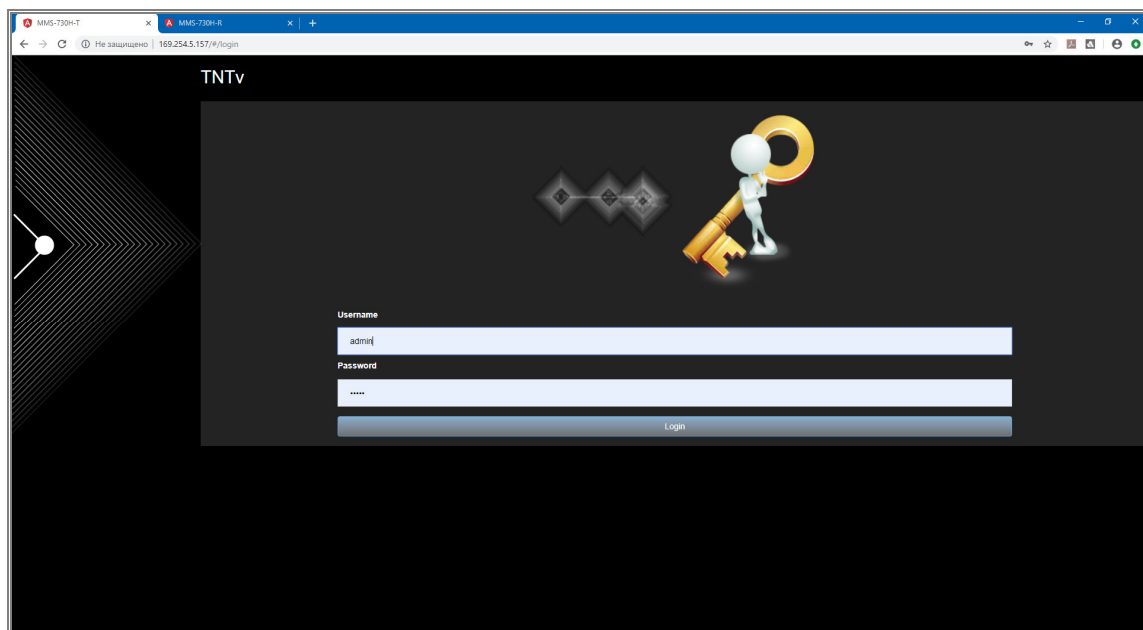 MMS-730H-T MMS-730H-R
Не защищено 169.254.5.157/#/login
TNTv
Username
admin
Password
•••••
Login